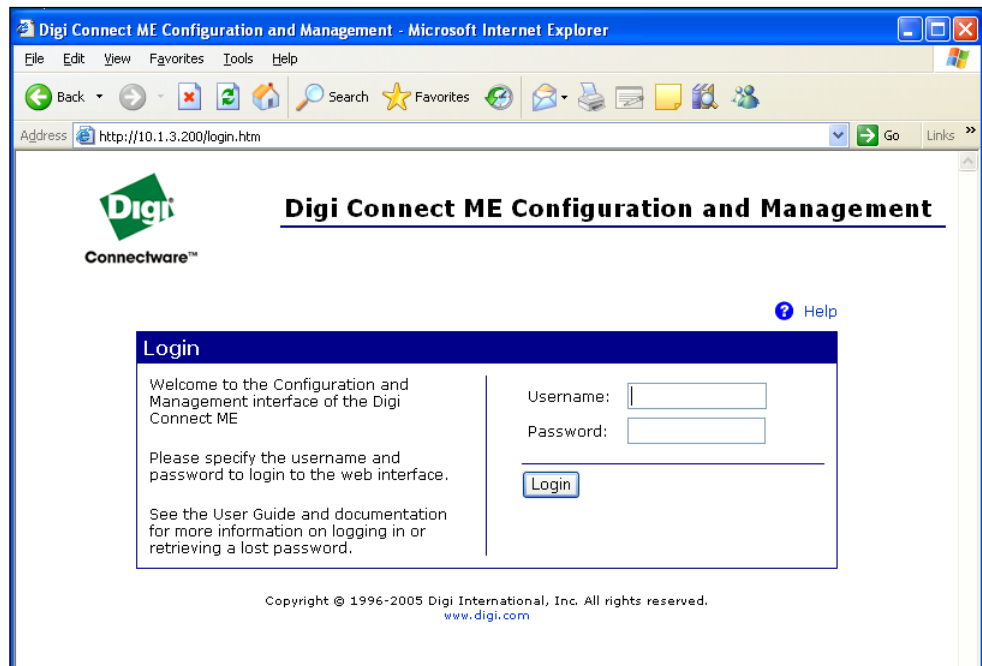 Digi Connect ME Configuration and Management - Microsoft Internet Explorer
File Edit View Favorites Tools Help
Back Search Favorites
Address http://10.1.3.200/login.htm Go Links »
Digi
Connectware™
Digi Connect ME Configuration and Management
? Help
Login
Welcome to the Configuration and
Management interface of the Digi
Connect ME
Please specify the username and
password to login to the web interface.
See the User Guide and documentation
for more information on logging in or
retrieving a lost password.
Username:
Password:
Login
Copyright © 1996-2005 Digi International, Inc. All rights reserved.
www.digi.com